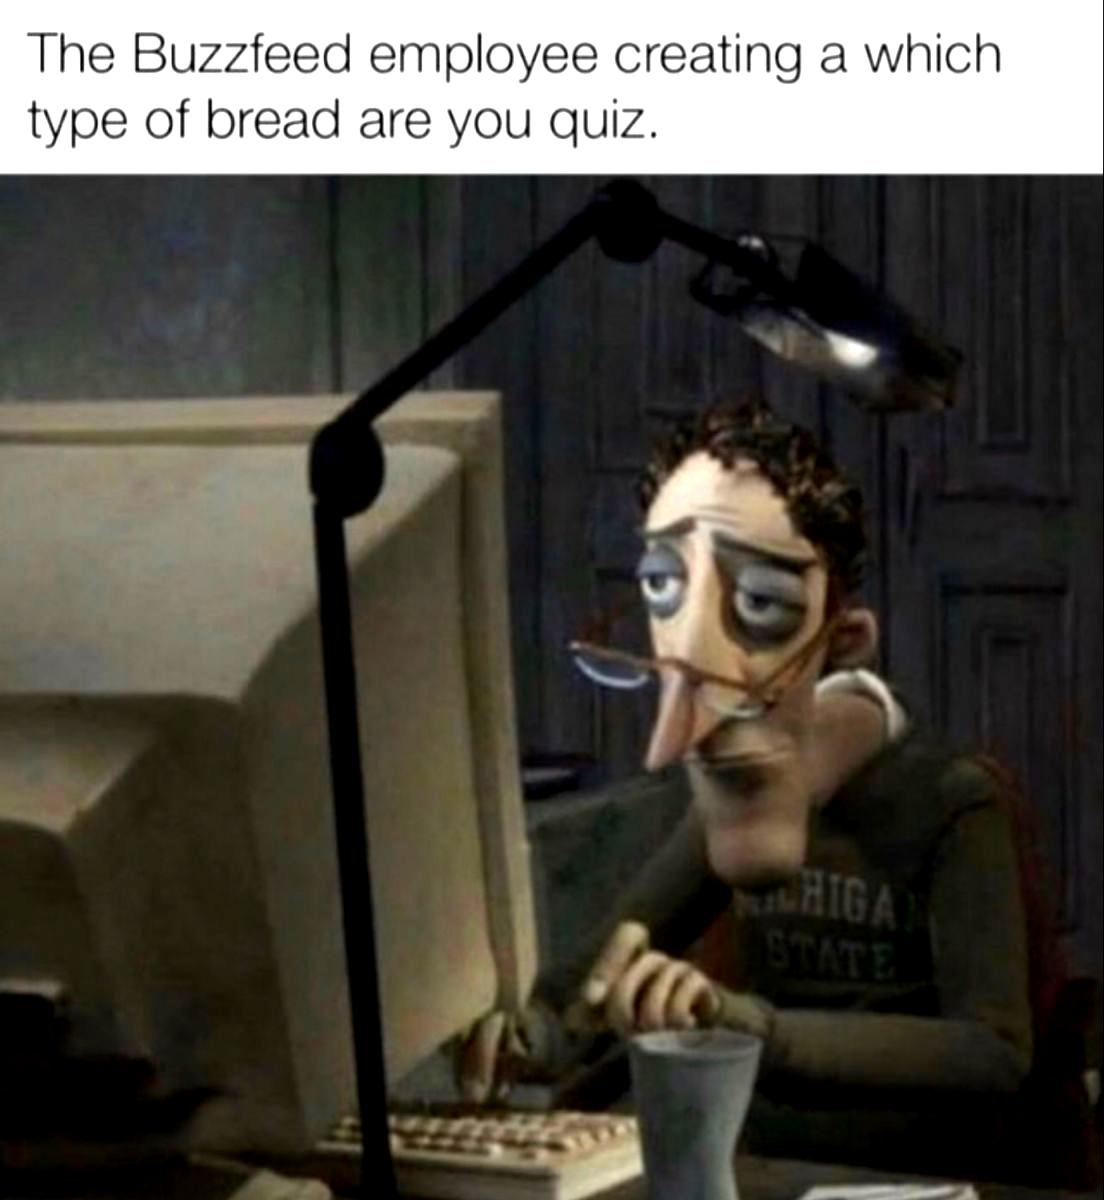 The Buzzfeed employee creating a which
type of bread are you quiz.
STATE